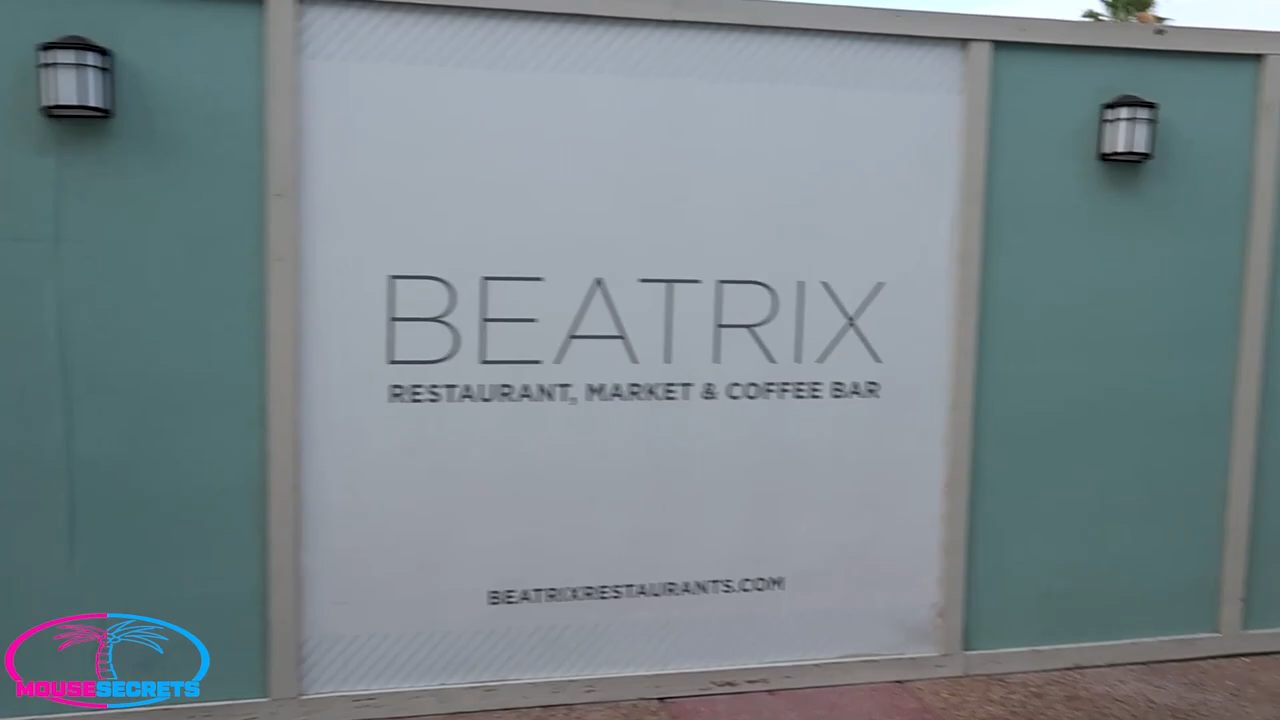 BEATRIX
RESTAURANT, MARKET & COFFEE BAR
BEATRIXRESTAURANTS.COM
MOUSESECRETS